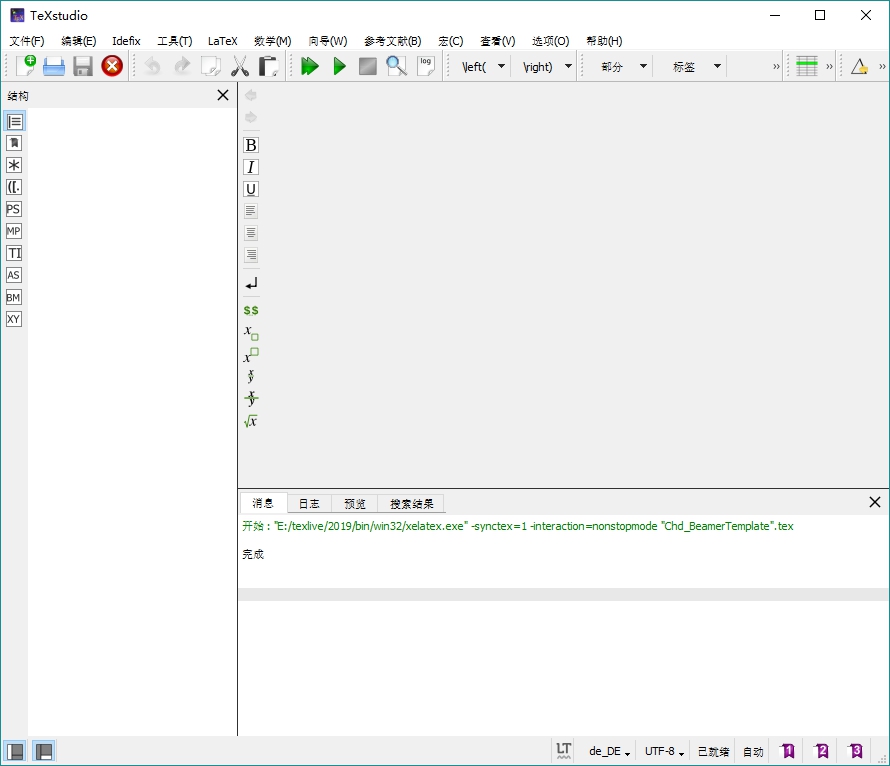 TeXstudio
文件(F) 编辑(E) Idefix 工具(T) LaTeX 数学(M) 向导(W) 参考文献(B) 宏(C) 查看(V) 选项(O) 帮助(H)
log \left( \right) 部分 标签
结构
([.
PS
MP
TI
AS
BM
XY
B
I
U
$$
x
x
x
y
x
y
√x
消息 日志 预览 搜索结果
开始 : "E:/texlive/2019/bin/win32/xelatex.exe" -synctex=1 -interaction=nonstopmode "Chd_BeamerTemplate".tex
完成
LT de_DE UTF-8 已就绪 自动 1 2 3